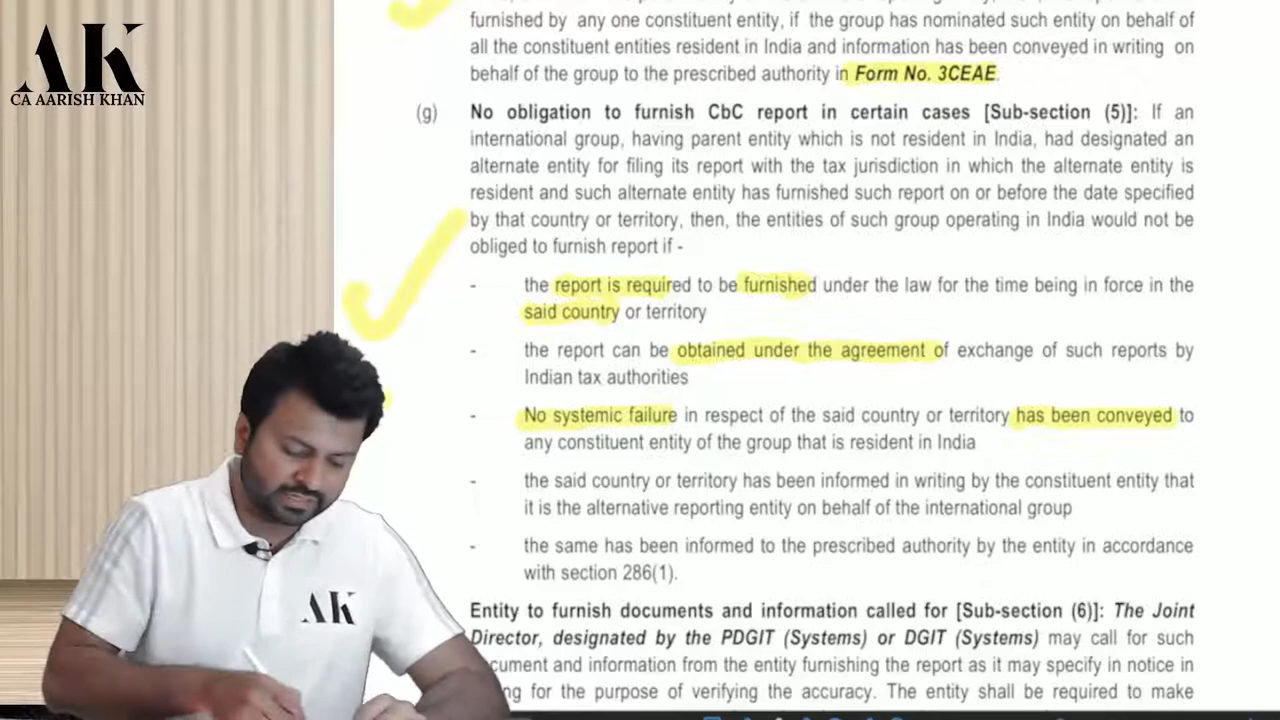 AK
CA AARISH KHAN
furnished by any one constituent entity, if the group has nominated such entity on behalf of
all the constituent entities resident in India and information has been conveyed in writing on
behalf of the group to the prescribed authority in Form No. 3CEAE.
(g) No obligation to furnish CbC report in certain cases [Sub-section (5)]: If an
international group, having parent entity which is not resident in India, had designated an
alternate entity for filing its report with the tax jurisdiction in which the alternate entity is
resident and such alternate entity has furnished such report on or before the date specified
by that country or territory, then, the entities of such group operating in India would not be
obliged to furnish report if -
- the report is required to be furnished under the law for the time being in force in the
said country or territory
- the report can be obtained under the agreement of exchange of such reports by
Indian tax authorities
- No systemic failure in respect of the said country or territory has been conveyed to
any constituent entity of the group that is resident in India
- the said country or territory has been informed in writing by the constituent entity that
it is the alternative reporting entity on behalf of the international group
- the same has been informed to the prescribed authority by the entity in accordance
with section 286(1).
Entity to furnish documents and information called for [Sub-section (6)]: The Joint
Director, designated by the PDGIT (Systems) or DGIT (Systems) may call for such
and information from the entity furnishing the report as it may specify in notice in
for the purpose of verifying the accuracy. The entity shall be required to make
AK